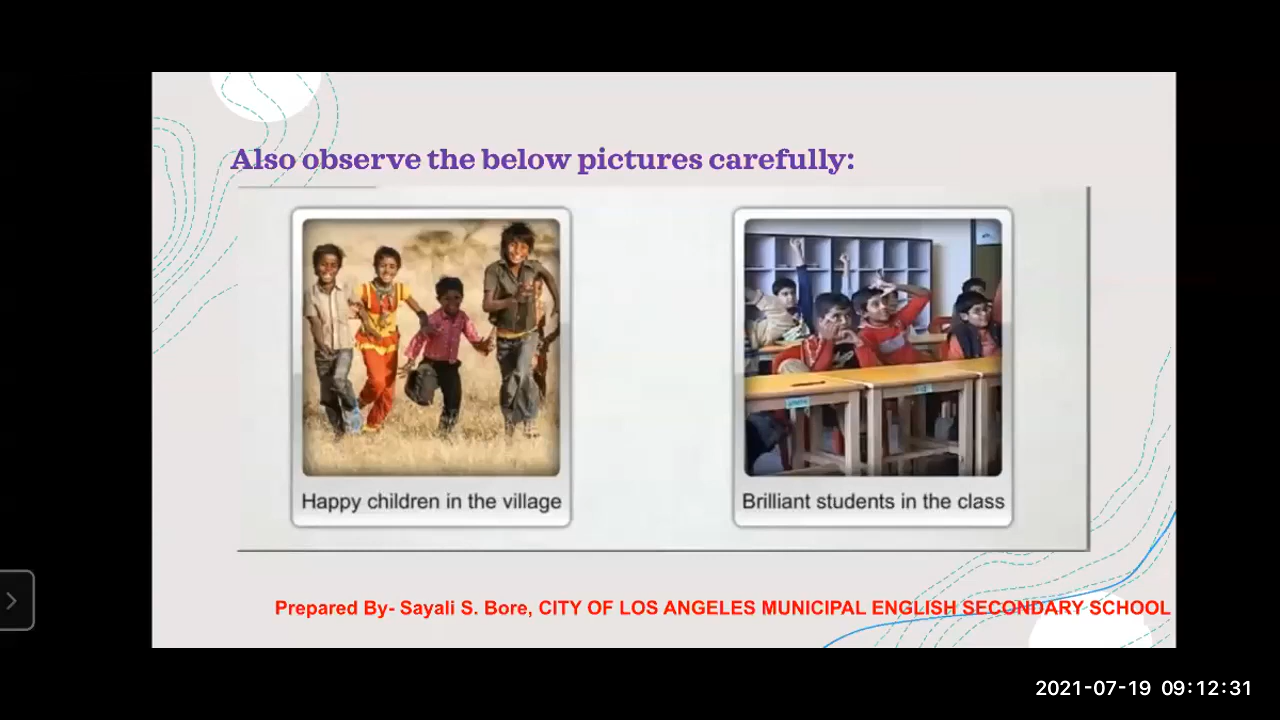 Also observe the below pictures carefully:
Happy children in the village
Brilliant students in the class
Prepared By- Sayali S. Bore, CITY OF LOS ANGELES MUNICIPAL ENGLISH SECONDARY SCHOOL
2021-07-19 09:12:31